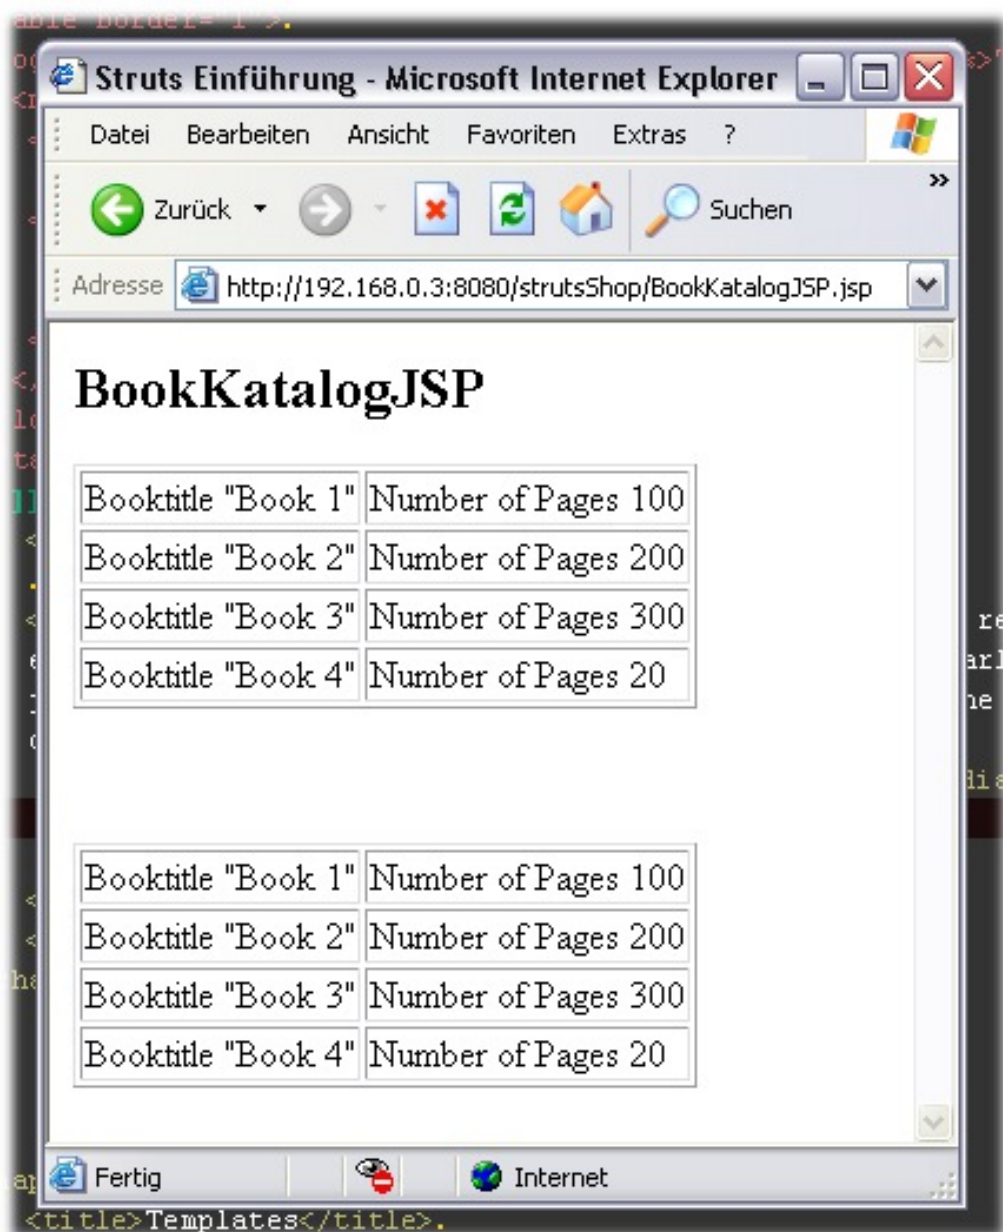 able border="1">.
Struts Einführung - Microsoft Internet Explorer
Datei Bearbeiten Ansicht Favoriten Extras ?
Zurück Suchen »
Adresse http://192.168.0.3:8080/strutsShop/BookKatalogJSP.jsp
BookKatalogJSP
Booktitle "Book 1" Number of Pages 100
Booktitle "Book 2" Number of Pages 200
Booktitle "Book 3" Number of Pages 300
Booktitle "Book 4" Number of Pages 20
Booktitle "Book 1" Number of Pages 100
Booktitle "Book 2" Number of Pages 200
Booktitle "Book 3" Number of Pages 300
Booktitle "Book 4" Number of Pages 20
Fertig Internet
<title>Templates</title>.